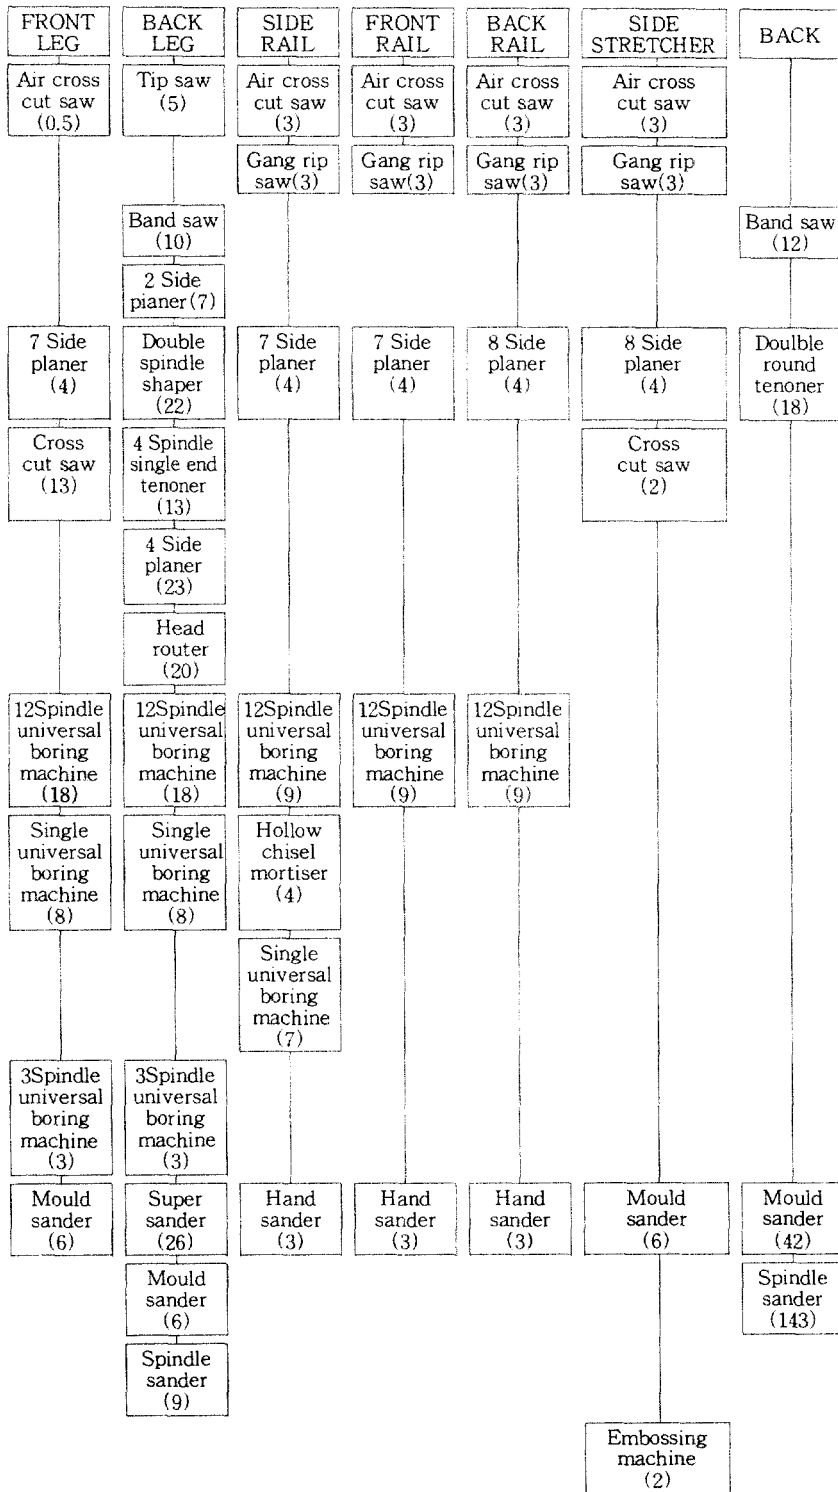 FRONT
LEG
Air cross
cut saw
(0.5)
7 Side
planer
(4)
Cross
cut saw
(13)
12Spindle
universal
boring
machine
(18)
Single
universal
boring
machine
(8)
3Spindle
universal
boring
machine
(3)
Mould
sander
(6)
BACK
LEG
Tip saw
(5)
Band saw
(10)
2 Side
pianer(7)
Double
spindle
shaper
(22)
4 Spindle
single end
tenoner
(13)
4 Side
planer
(23)
Head
router
(20)
12Spindle
universal
boring
machine
(18)
Single
universal
boring
machine
(8)
3Spindle
universal
boring
machine
(3)
Super
sander
(26)
Mould
sander
(6)
Spindle
sander
(9)
SIDE
RAIL
Air cross
cut saw
(3)
Gang rip
saw(3)
7 Side
planer
(4)
12Spindle
universal
boring
machine
(9)
Hollow
chisel
mortiser
(4)
Single
universal
boring
machine
(7)
Hand
sander
(3)
FRONT
RAIL
Air cross
cut saw
(3)
Gang rip
saw(3)
7 Side
planer
(4)
12Spindle
universal
boring
machine
(9)
Hand
sander
(3)
BACK
RAIL
Air cross
cut saw
(3)
Gang rip
saw(3)
8 Side
planer
(4)
12Spindle
universal
boring
machine
(9)
Hand
sander
(3)
SIDE
STRETCHER
Air cross
cut saw
(3)
Gang rip
saw(3)
8 Side
planer
(4)
Cross
cut saw
(2)
Mould
sander
(6)
Embossing
machine
(2)
BACK
Band saw
(12)
Doulble
round
tenoner
(18)
Mould
sander
(42)
Spindle
sander
(143)